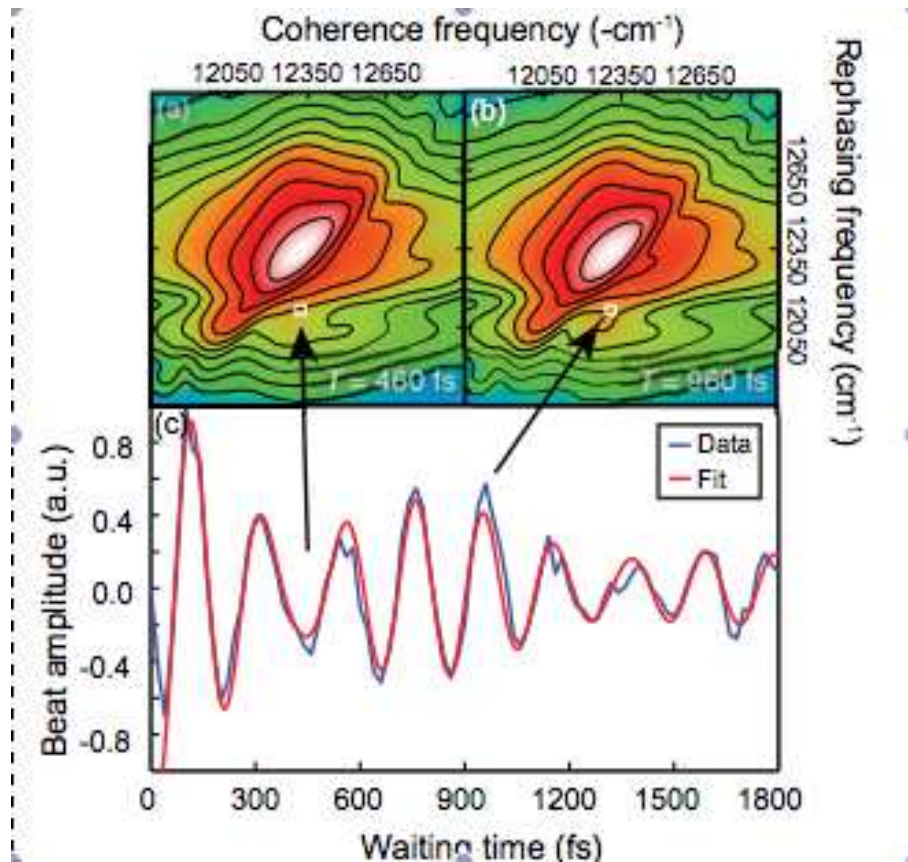 Coherence frequency (-cm⁻¹)
12050 12350 12650
12050 12350 12650
(a)
(b)
T = 460 fs
T = 960 fs
Rephasing frequency (cm⁻¹)
12650
12350
12050
(c)
Data
Fit
Beat amplitude (a.u.)
0.8
0.4
0.0
-0.4
-0.8
0 300 600 900 1200 1500 1800
Waiting time (fs)